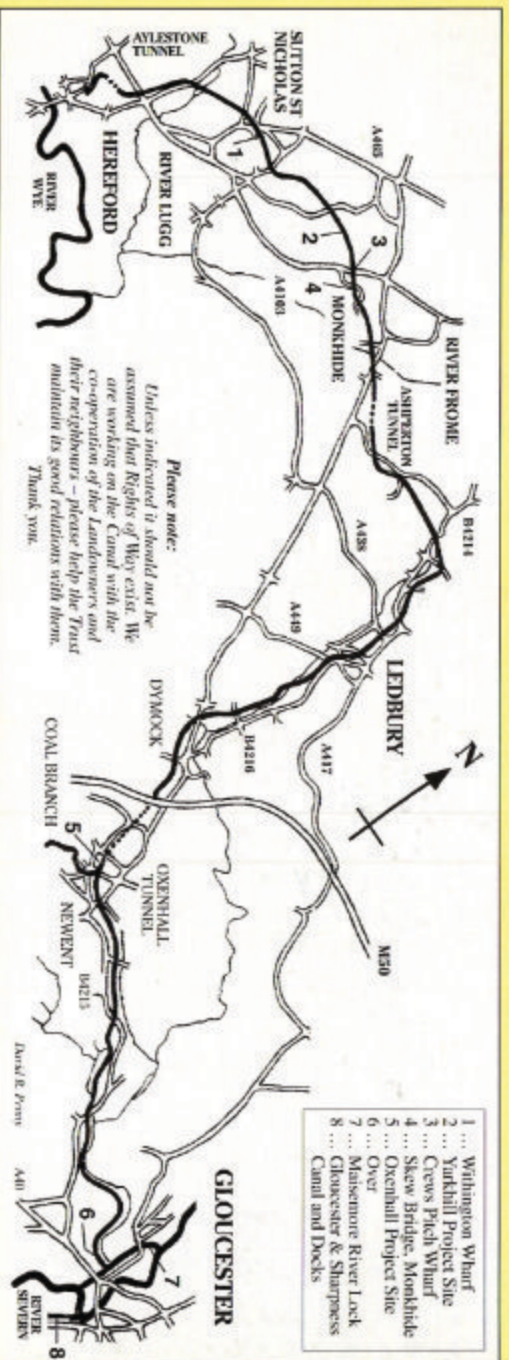 AYLESTONE
TUNNEL
SUTTON ST
NICHOLAS
HEREFORD
RIVER
WYE
RIVER LUGG
1
A465
2
3
4
MONKHIDE
A4103
RIVER FROME
ASHPERTON
TUNNEL
B4214
A438
A449
LEDBURY
A417
B4216
DYMOCK
N
M50
COAL BRANCH
5
OXENHALL
TUNNEL
NEWENT
B4215
6
7
GLOUCESTER
A40
RIVER
SEVERN
8
David R. Penny
Please note:
Unless indicated it should not be
assumed that Rights of Way exist. We
are working on the Canal with the
co-operation of the Landowners and
their neighbours – please help the Trust
maintain its good relations with them.
Thank you.
1 ... Withington Wharf
2 ... Yarkhill Project Site
3 ... Crews Pitch Wharf
4 ... Skew Bridge, Monkhide
5 ... Oxenhall Project Site
6 ... Over
7 ... Maisemore River Lock
8 ... Gloucester & Sharpness
Canal and Docks